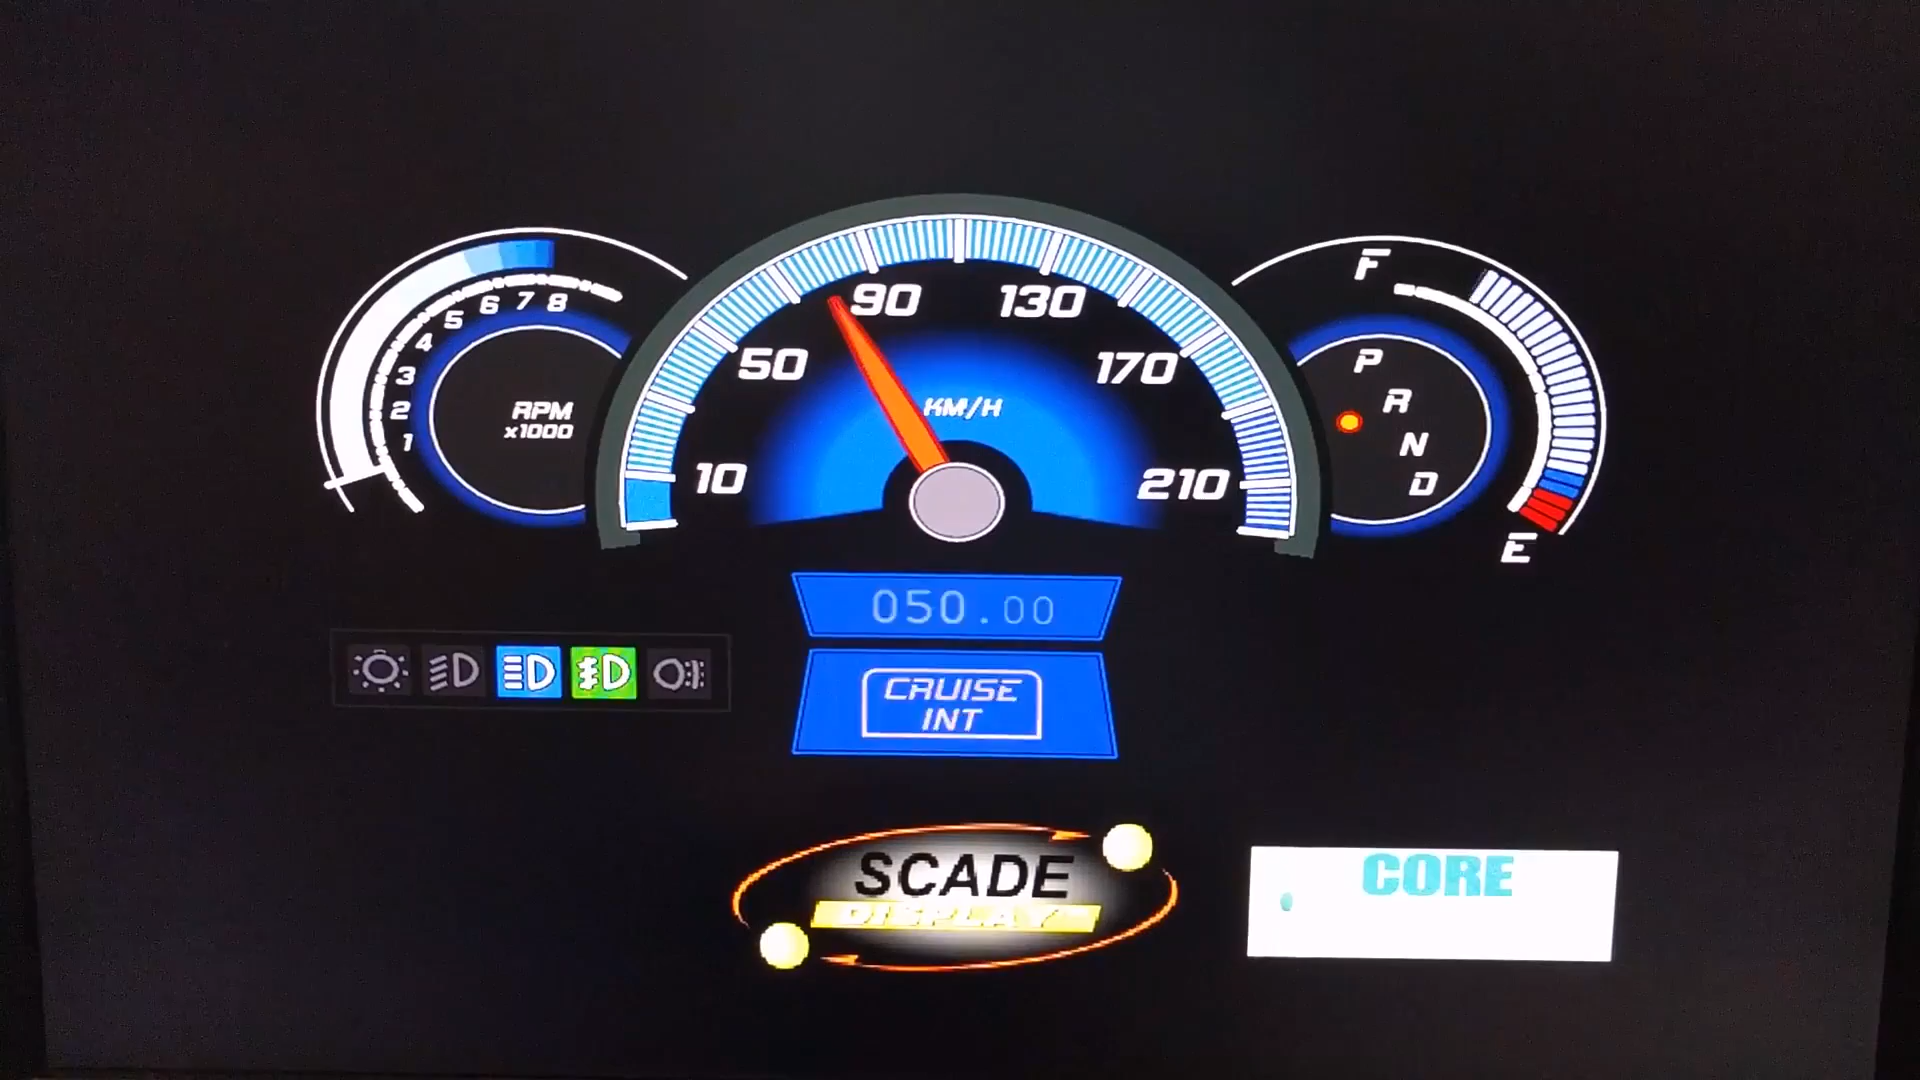 8
7
6
5
4
3
2
1
RPM
x1000
10
50
90
130
170
210
KM/H
F
P
R
N
D
E
050.00
CRUISE
INT
SCADE
DISPLAY™
CORE